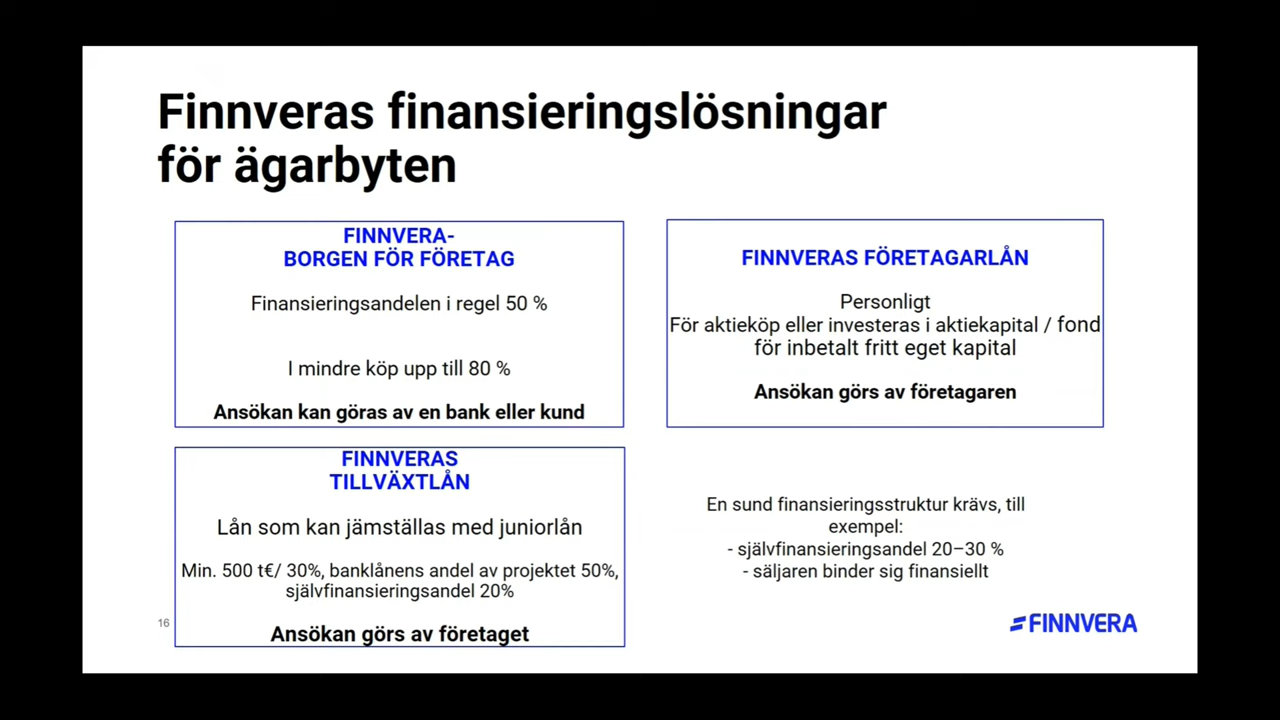 Finnveras finansieringslösningar
för ägarbyten
FINNVERA-
BORGEN FÖR FÖRETAG
Finansieringsandelen i regel 50 %
I mindre köp upp till 80 %
Ansökan kan göras av en bank eller kund
FINNVERAS FÖRETAGARLÅN
Personligt
För aktieköp eller investeras i aktiekapital / fond
för inbetalt fritt eget kapital
Ansökan görs av företagaren
FINNVERAS
TILLVÄXTLÅN
Lån som kan jämställas med juniorlån
Min. 500 t€/ 30%, banklånens andel av projektet 50%,
självfinansieringsandel 20%
Ansökan görs av företaget
En sund finansieringsstruktur krävs, till
exempel:
- självfinansieringsandel 20–30 %
- säljaren binder sig finansiellt
16
FINNVERA